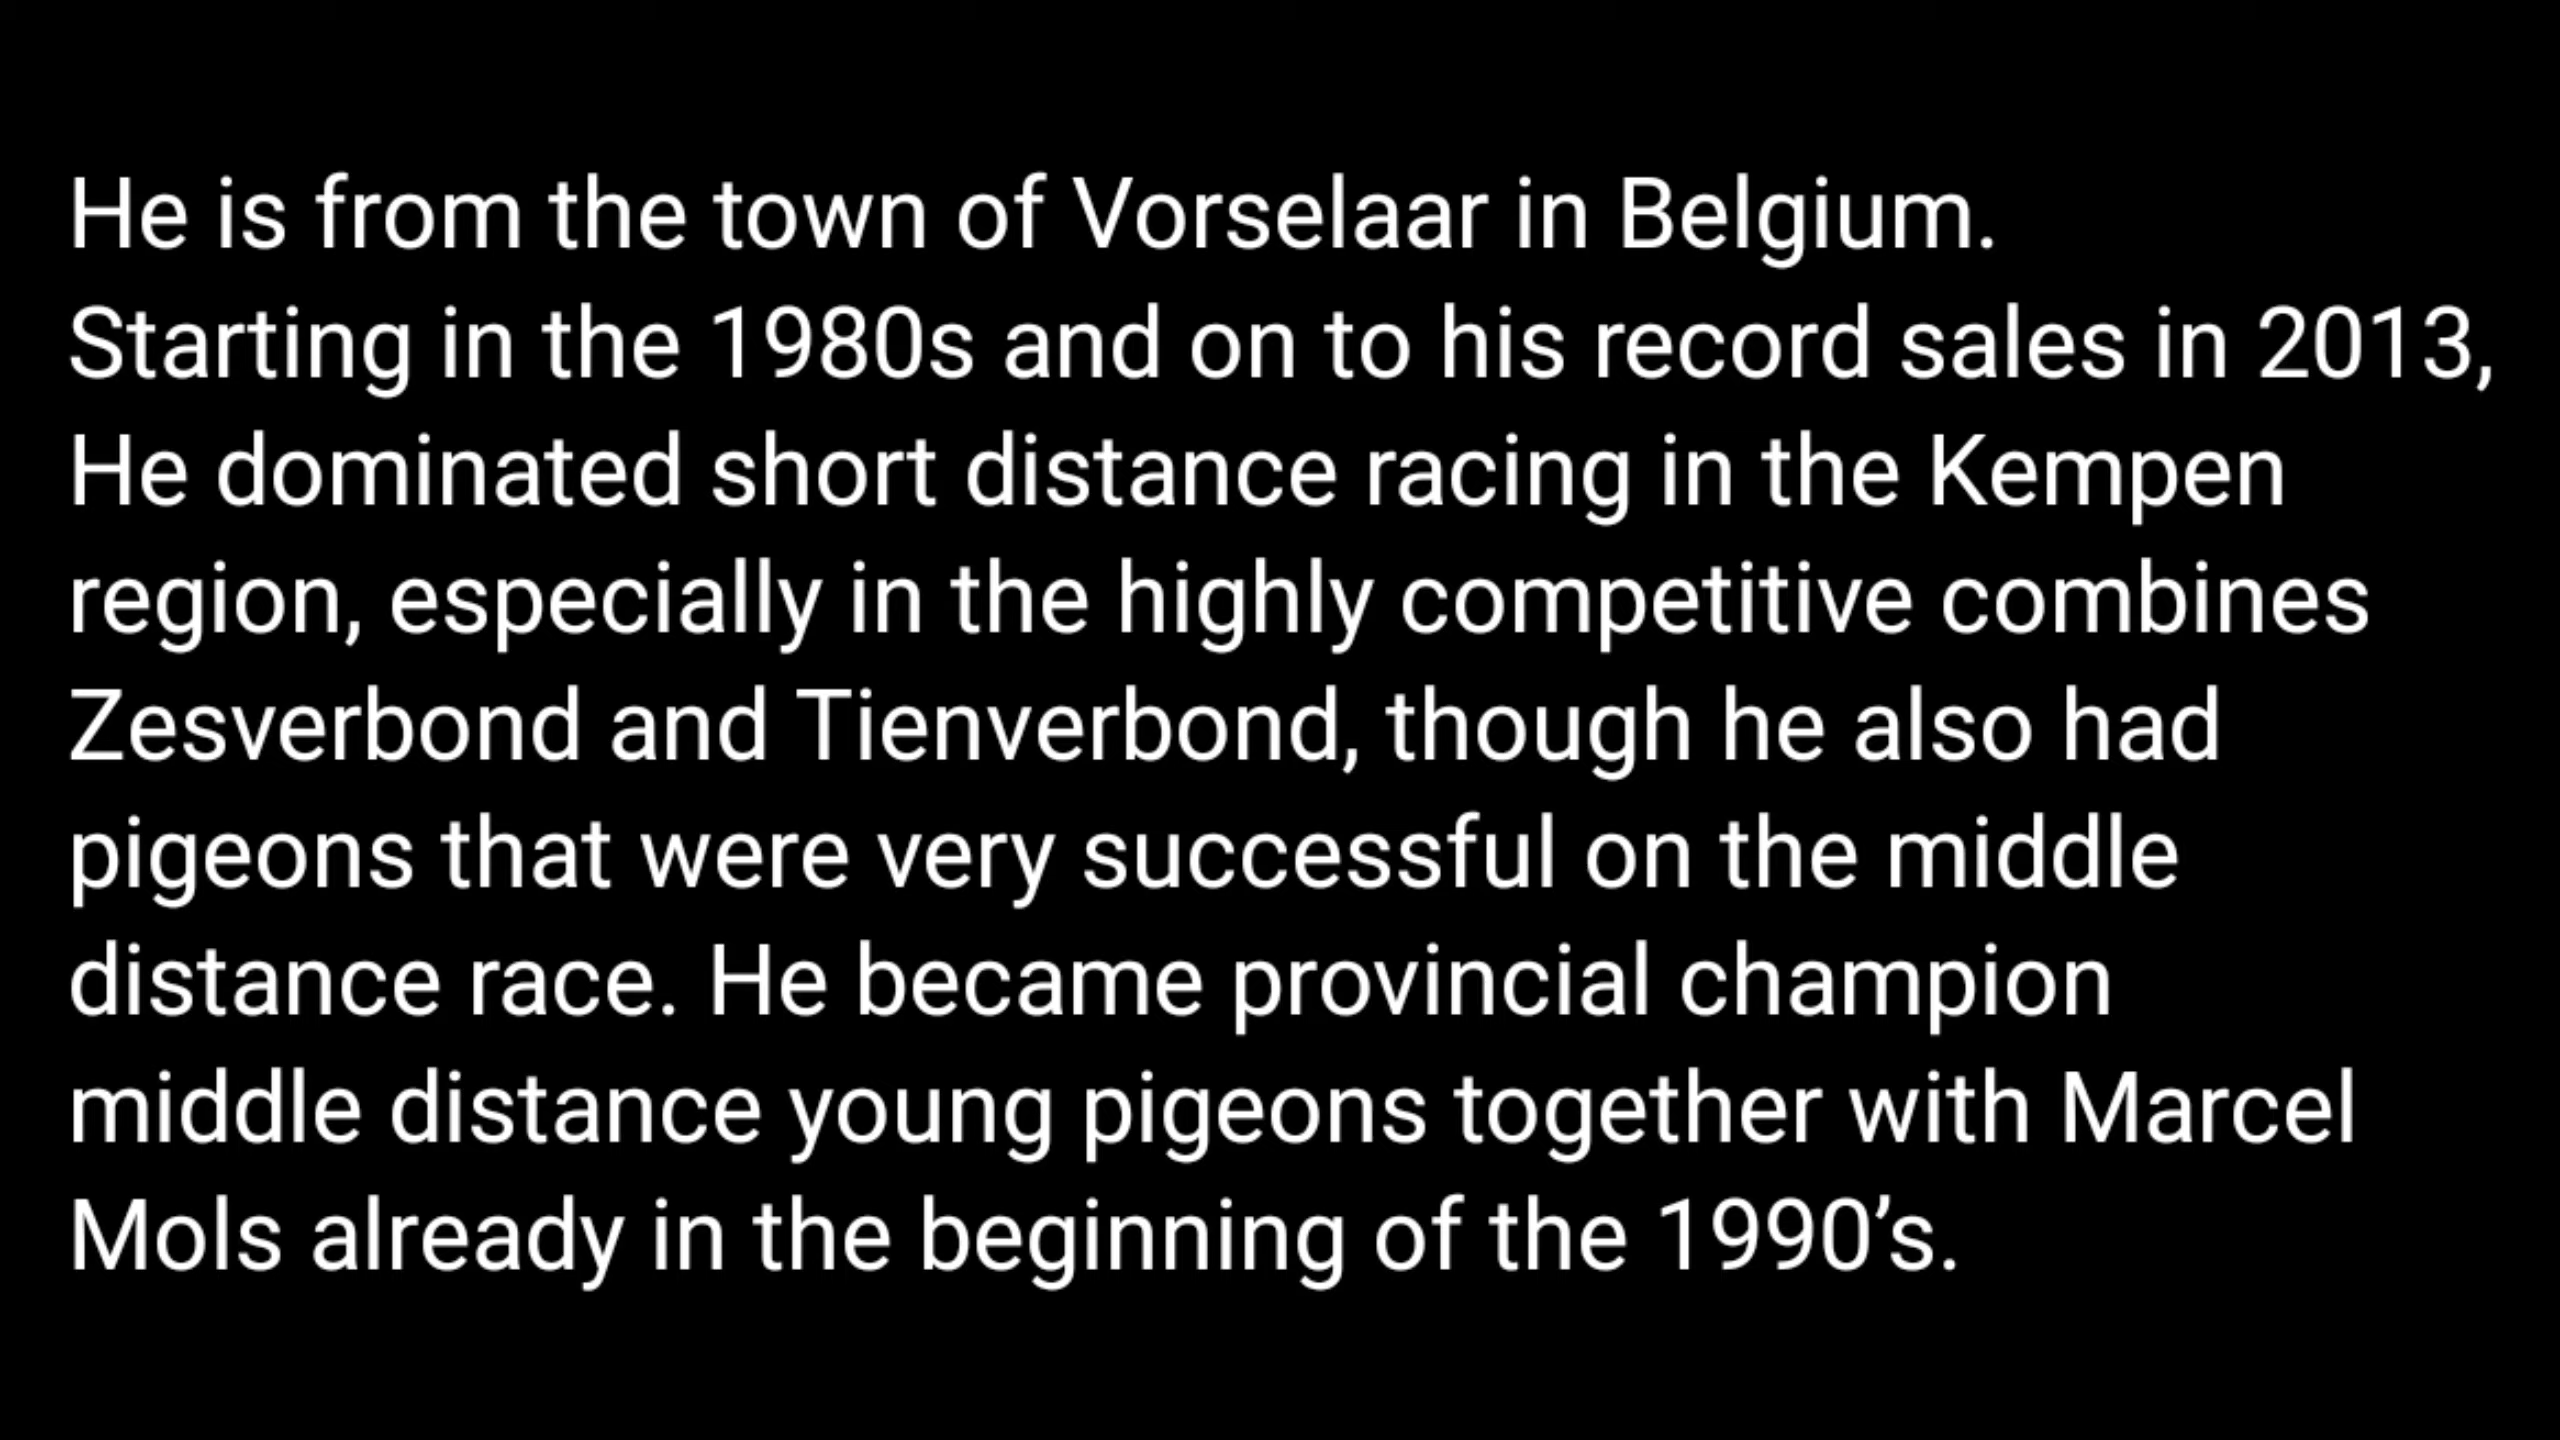 He is from the town of Vorselaar in Belgium.
Starting in the 1980s and on to his record sales in 2013,
He dominated short distance racing in the Kempen
region, especially in the highly competitive combines
Zesverbond and Tienverbond, though he also had
pigeons that were very successful on the middle
distance race. He became provincial champion
middle distance young pigeons together with Marcel
Mols already in the beginning of the 1990’s.